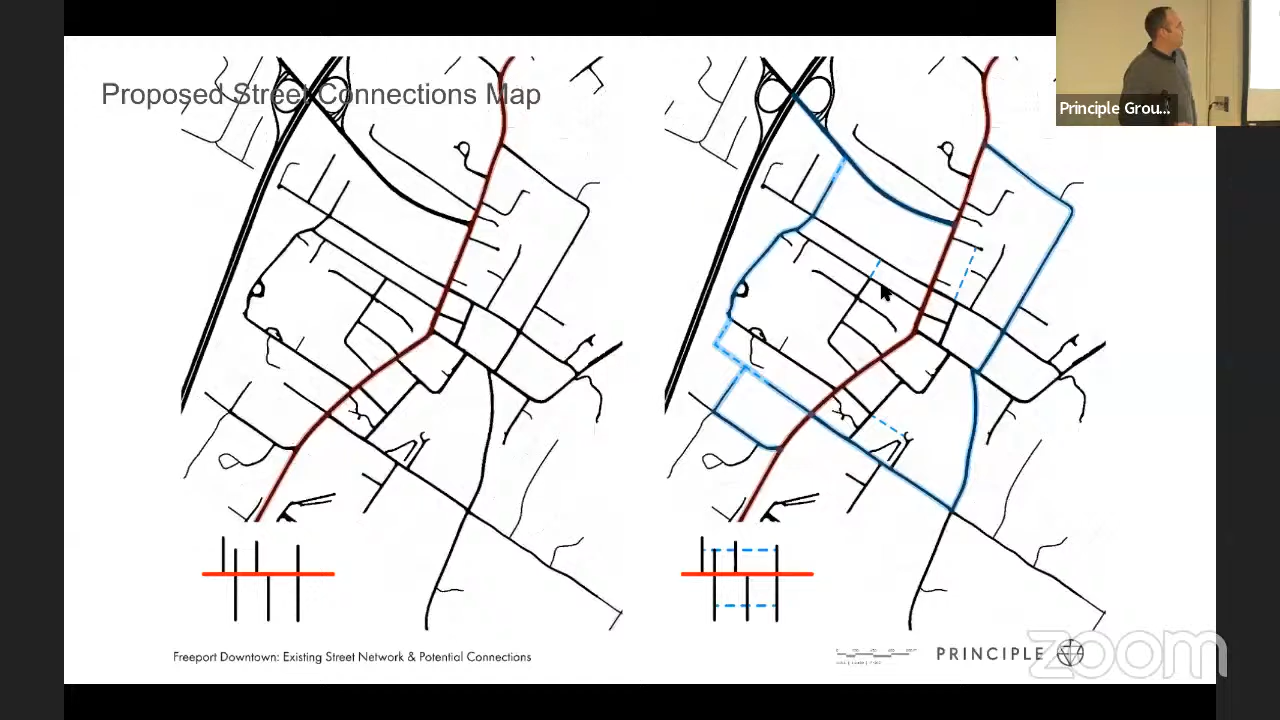 Proposed Street Connections Map
Principle Grou...
Freeport Downtown: Existing Street Network & Potential Connections
PRINCIPLE
zoom